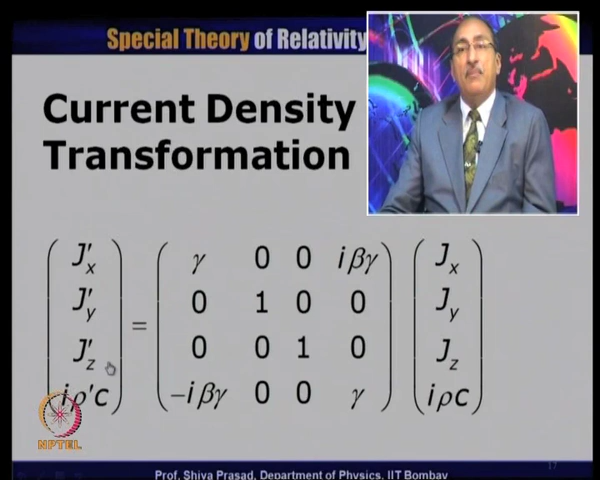 Special Theory of Relativity
Current Density
Transformation
J′x γ 0 0 iβγ Jx
J′y 0 1 0 0 Jy
= 
J′z 0 0 1 0 Jz
iρ′c −iβγ 0 0 γ iρc
NPTEL
Prof. Shiva Prasad, Department of Physics, IIT Bombay
17